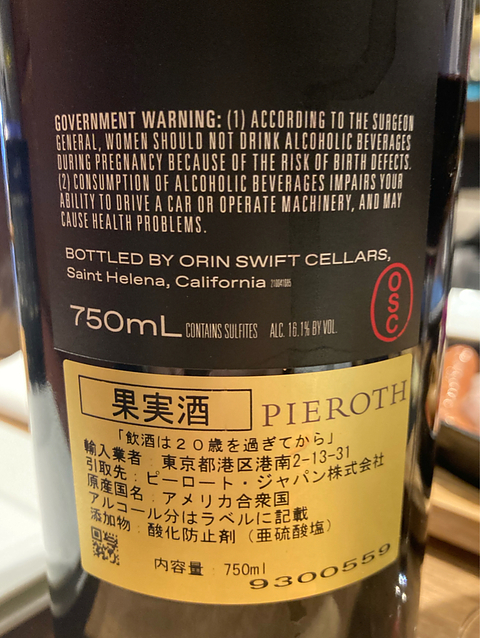 GOVERNMENT WARNING: (1) ACCORDING TO THE SURGEON
GENERAL, WOMEN SHOULD NOT DRINK ALCOHOLIC BEVERAGES
DURING PREGNANCY BECAUSE OF THE RISK OF BIRTH DEFECTS.
(2) CONSUMPTION OF ALCOHOLIC BEVERAGES IMPAIRS YOUR
ABILITY TO DRIVE A CAR OR OPERATE MACHINERY, AND MAY
CAUSE HEALTH PROBLEMS.
BOTTLED BY ORIN SWIFT CELLARS,
Saint Helena, California
OSC
750mL CONTAINS SULFITES ALC. 16.1% BY VOL.
果実酒 PIEROTH
「飲酒は20歳を過ぎてから」
輸入業者 東京都港区港南2-13-31
引取先:ピーロート・ジャパン株式会社
原産国名:アメリカ合衆国
アルコール分はラベルに記載
添加物:酸化防止剤(亜硫酸塩)
内容量:750ml
9300559